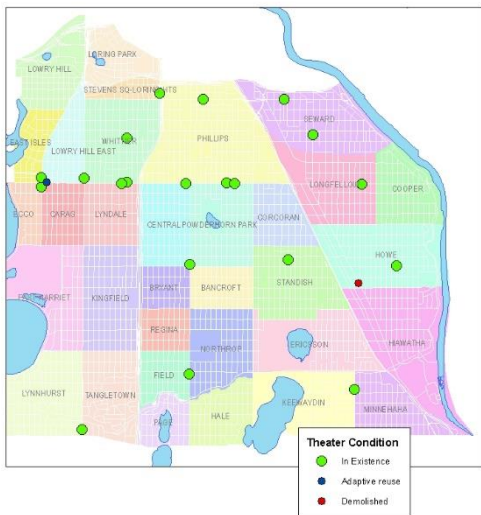 LORING PARK
LOWRY HILL
STEVENS SQ-LORING HGHTS
SEWARD
EAST ISLES
WHITTIER
PHILLIPS
LOWRY HILL EAST
LONGFELLOW
COOPER
ECCO
CARAG
LYNDALE
CENTRAL
POWDERHORN PARK
CORCORAN
HOWE
EAST HARRIET
KINGFIELD
BRYANT
BANCROFT
STANDISH
REGINA
NORTHROP
ERICSSON
HIAWATHA
FIELD
LYNNHURST
TANGLETOWN
PAGE
HALE
KEEWAYDIN
MINNEHAHA
Theater Condition
In Existence
Adaptive reuse
Demolished